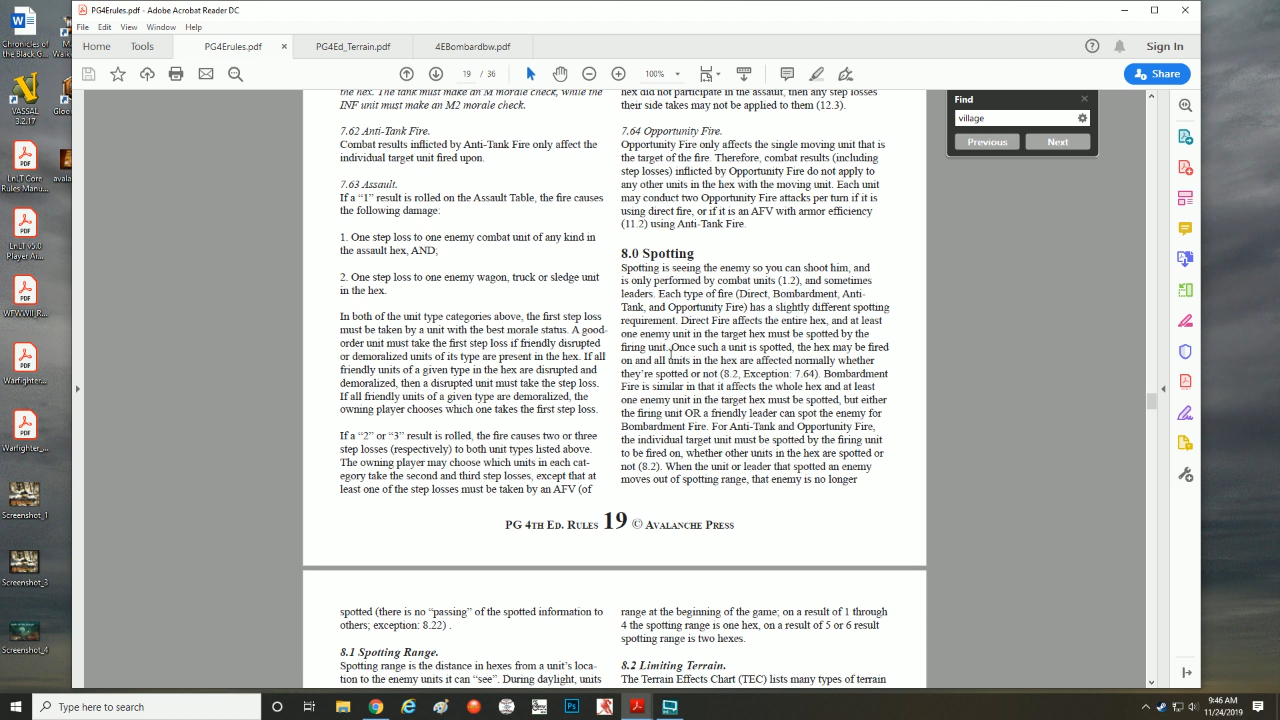 PG4Erules.pdf - Adobe Acrobat Reader DC
File Edit View Window Help
Home Tools PG4Erules.pdf × PG4Ed_Terrain.pdf 4EBombardbw.pdf Sign In
19 / 36 100% Share
Find
village
Previous Next
the hex. The tank must make an M morale check, while the
INF unit must make an M2 morale check.
7.62 Anti-Tank Fire.
Combat results inflicted by Anti-Tank Fire only affect the
individual target unit fired upon.
7.63 Assault.
If a “1” result is rolled on the Assault Table, the fire causes
the following damage:
1. One step loss to one enemy combat unit of any kind in
the assault hex, AND;
2. One step loss to one enemy wagon, truck or sledge unit
in the hex.
In both of the unit type categories above, the first step loss
must be taken by a unit with the best morale status. A good-
order unit must take the first step loss if friendly disrupted
or demoralized units of its type are present in the hex. If all
friendly units of a given type in the hex are disrupted and
demoralized, then a disrupted unit must take the step loss.
If all friendly units of a given type are demoralized, the
owning player chooses which one takes the first step loss.
If a “2” or “3” result is rolled, the fire causes two or three
step losses (respectively) to both unit types listed above.
The owning player may choose which units in each cat-
egory take the second and third step losses, except that at
least one of the step losses must be taken by an AFV (of
hex did not participate in the assault, then any step losses
their side takes may not be applied to them (12.3).
7.64 Opportunity Fire.
Opportunity Fire only affects the single moving unit that is
the target of the fire. Therefore, combat results (including
step losses) inflicted by Opportunity Fire do not apply to
any other units in the hex with the moving unit. Each unit
may conduct two Opportunity Fire attacks per turn if it is
using direct fire, or if it is an AFV with armor efficiency
(11.2) using Anti-Tank Fire.
8.0 Spotting
Spotting is seeing the enemy so you can shoot him, and
is only performed by combat units (1.2), and sometimes
leaders. Each type of fire (Direct, Bombardment, Anti-
Tank, and Opportunity Fire) has a slightly different spotting
requirement. Direct Fire affects the entire hex, and at least
one enemy unit in the target hex must be spotted by the
firing unit. Once such a unit is spotted, the hex may be fired
on and all units in the hex are affected normally whether
they’re spotted or not (8.2, Exception: 7.64). Bombardment
Fire is similar in that it affects the whole hex and at least
one enemy unit in the target hex must be spotted, but either
the firing unit OR a friendly leader can spot the enemy for
Bombardment Fire. For Anti-Tank and Opportunity Fire,
the individual target unit must be spotted by the firing unit
to be fired on, whether other units in the hex are spotted or
not (8.2). When the unit or leader that spotted an enemy
moves out of spotting range, that enemy is no longer
PG 4TH ED. RULES 19 © AVALANCHE PRESS
spotted (there is no “passing” of the spotted information to
others; exception: 8.22) .
8.1 Spotting Range.
Spotting range is the distance in hexes from a unit’s loca-
tion to the enemy units it can “see”. During daylight, units
range at the beginning of the game; on a result of 1 through
4 the spotting range is one hex, on a result of 5 or 6 result
spotting range is two hexes.
8.2 Limiting Terrain.
The Terrain Effects Chart (TEC) lists many types of terrain
Chronicles of
the Black G...
VASSAL
3.2.17
LnLT Core
Rules Manu...
PDF
LnLT v5.0
Player Ai...
PDF
WFWWII_R...
PDF
Warfighter_...
PDF
Warfighter_...
Screenshot_1
Screenshot_3
Screenshot_4
Type here to search
9:46 AM
11/24/2019